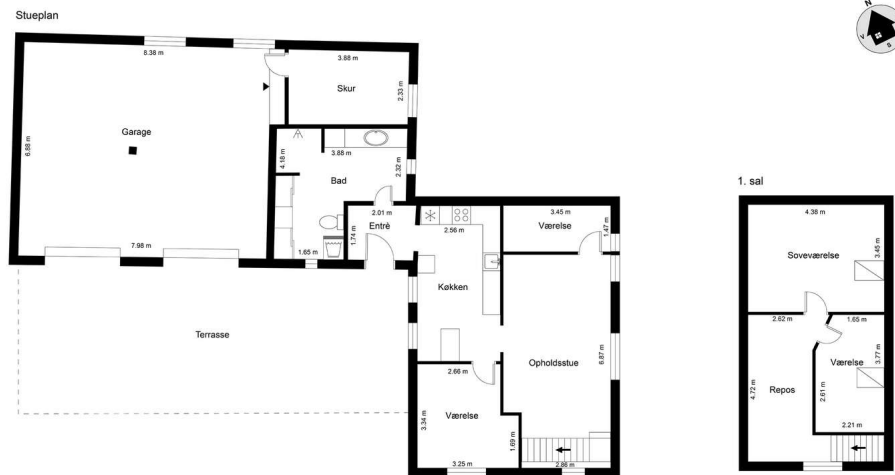 Stueplan
N
V
S
8.38 m
3.88 m
Skur
2.33 m
Garage
6.88 m
4.18 m
3.88 m
2.32 m
Bad
1. sal
2.01 m
Entrè
1.74 m
2.56 m
3.45 m
Værelse
1.47 m
4.38 m
7.98 m
1.65 m
Soveværelse
3.45 m
Køkken
Terrasse
2.62 m
1.65 m
Opholdsstue
6.87 m
Værelse
3.77 m
2.66 m
Repos
4.72 m
2.61 m
Værelse
3.34 m
2.21 m
1.69 m
3.25 m
2.86 m